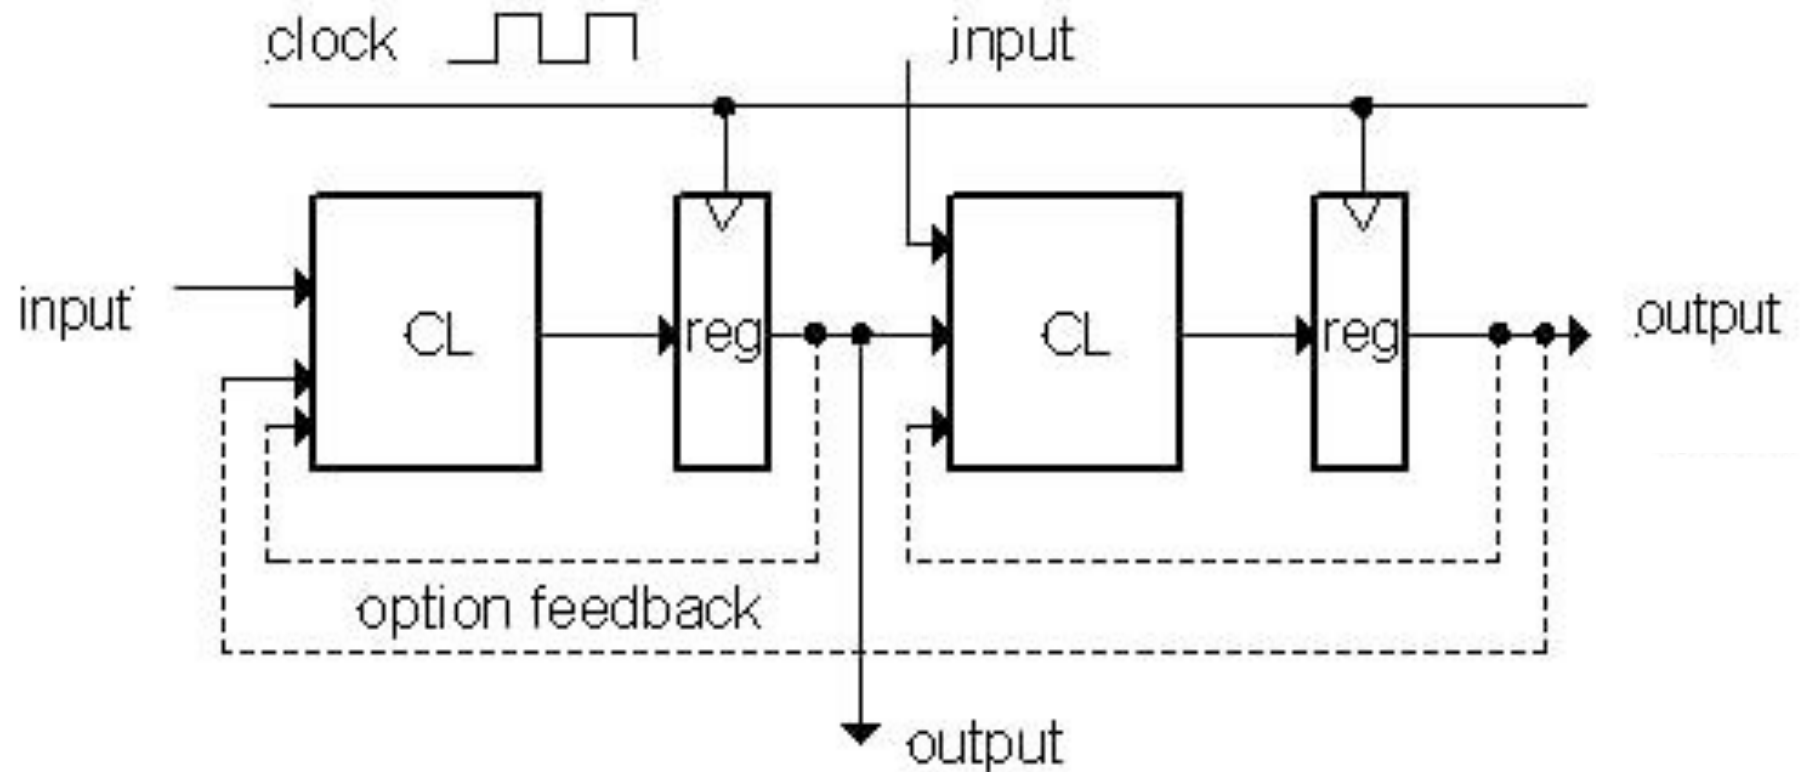 clock
input
input
CL
reg
CL
reg
output
option feedback
output